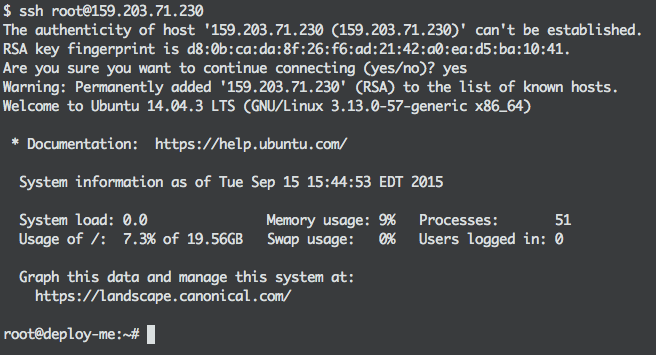 $ ssh root@159.203.71.230
The authenticity of host '159.203.71.230 (159.203.71.230)' can't be established.
RSA key fingerprint is d8:0b:ca:da:8f:26:f6:ad:21:42:a0:ea:d5:ba:10:41.
Are you sure you want to continue connecting (yes/no)? yes
Warning: Permanently added '159.203.71.230' (RSA) to the list of known hosts.
Welcome to Ubuntu 14.04.3 LTS (GNU/Linux 3.13.0-57-generic x86_64)
* Documentation:  https://help.ubuntu.com/
System information as of Tue Sep 15 15:44:53 EDT 2015
System load: 0.0 Memory usage: 9% Processes: 51
Usage of /: 7.3% of 19.56GB Swap usage: 0% Users logged in: 0
Graph this data and manage this system at:
https://landscape.canonical.com/
root@deploy-me:~#